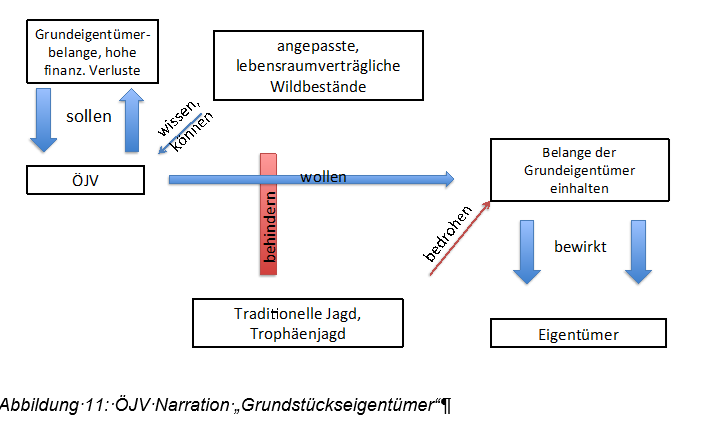 Grundeigentümer-
belange, hohe
finanz. Verluste
angepasste,
lebensraumverträgliche
Wildbestände
sollen
wissen,
können
ÖJV
wollen
Belange der
Grundeigentümer
einhalten
behindern
bedrohen
bewirkt
Traditionelle Jagd,
Trophäenjagd
Eigentümer
Abbildung·11:·ÖJV·Narration·„Grundstückseigentümer“¶